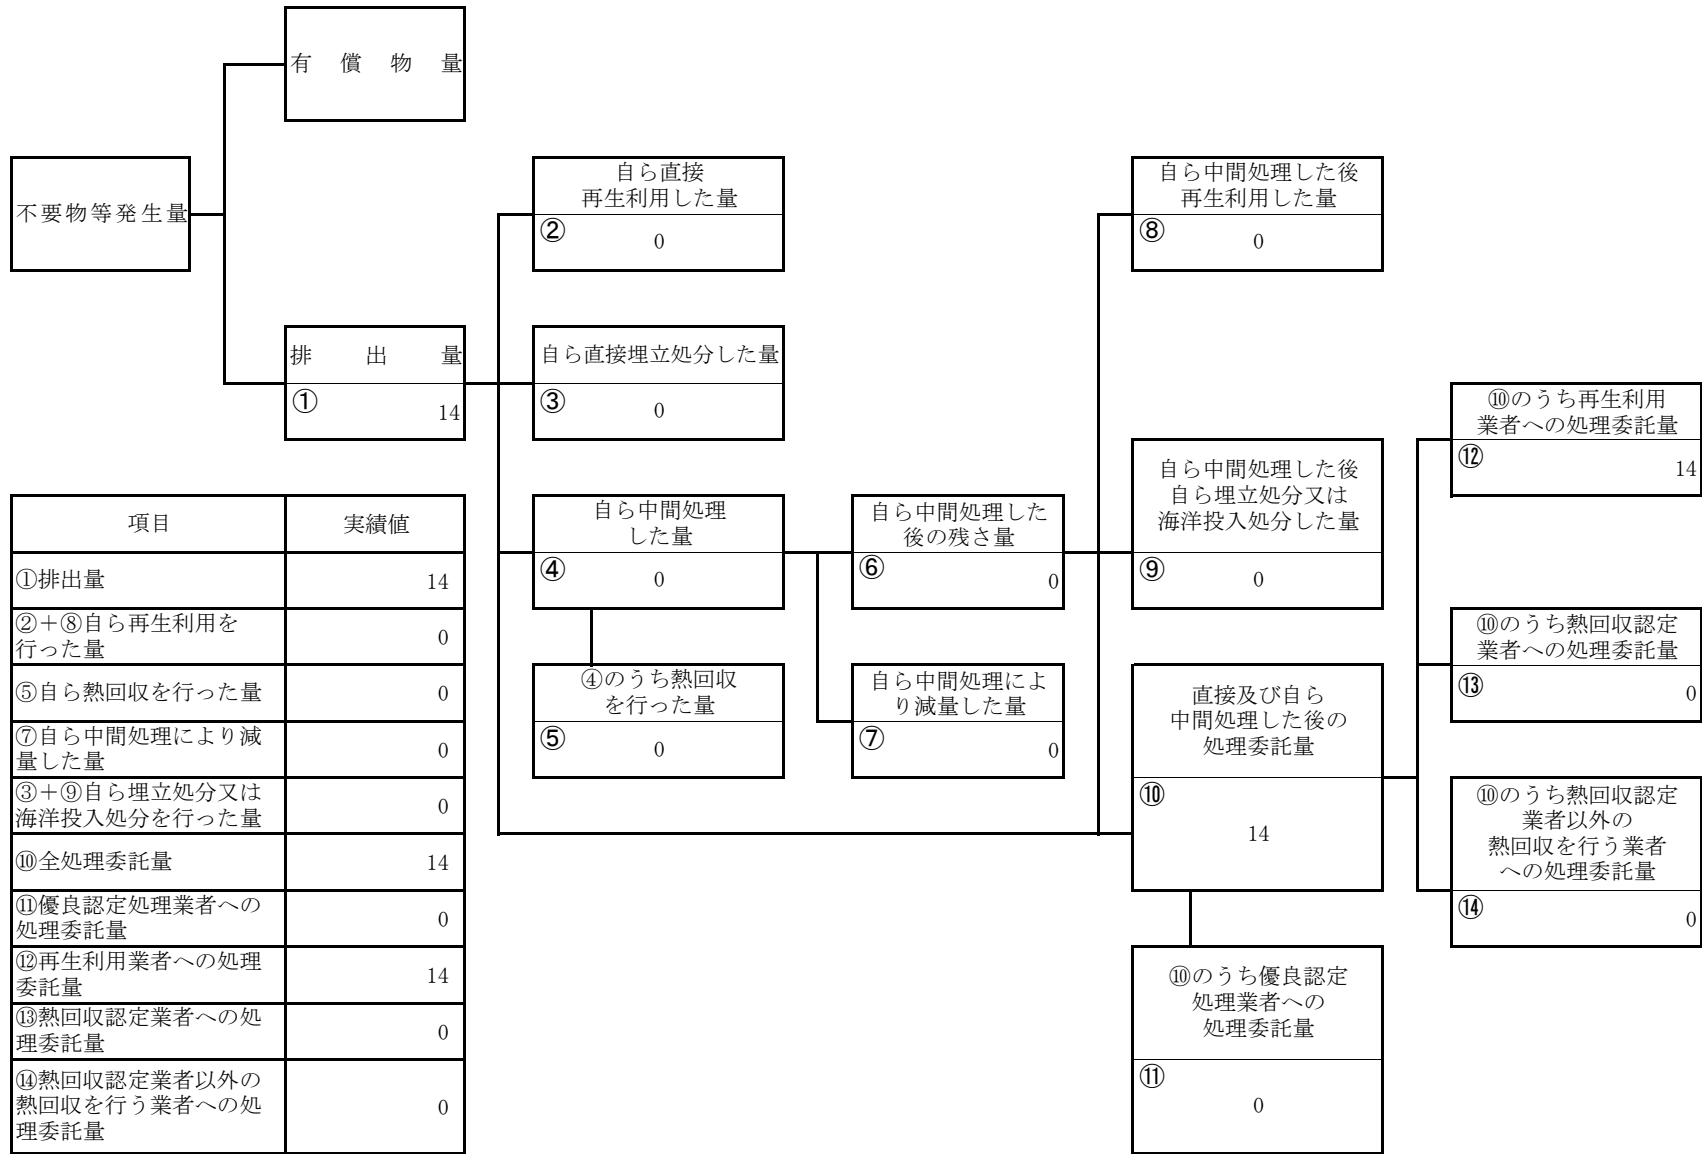 有償物量
不要物等発生量
排出量
①
14
自ら直接
再生利用した量
②
0
自ら直接埋立処分した量
③
0
自ら中間処理
した量
④
0
④のうち熱回収
を行った量
⑤
0
自ら中間処理した
後の残さ量
⑥
0
自ら中間処理によ
り減量した量
⑦
0
自ら中間処理した後
再生利用した量
⑧
0
自ら中間処理した後
自ら埋立処分又は
海洋投入処分した量
⑨
0
直接及び自ら
中間処理した後の
処理委託量
⑩
14
⑩のうち優良認定
処理業者への
処理委託量
⑪
0
⑩のうち再生利用
業者への処理委託量
⑫
14
⑩のうち熱回収認定
業者への処理委託量
⑬
0
⑩のうち熱回収認定
業者以外の
熱回収を行う業者
への処理委託量
⑭
0
項目 実績値
①排出量 14
②＋⑧自ら再生利用を
行った量 0
⑤自ら熱回収を行った量 0
⑦自ら中間処理により減
量した量 0
③＋⑨自ら埋立処分又は
海洋投入処分を行った量 0
⑩全処理委託量 14
⑪優良認定処理業者への
処理委託量 0
⑫再生利用業者への処理
委託量 14
⑬熱回収認定業者への処
理委託量 0
⑭熱回収認定業者以外の
熱回収を行う業者への処
理委託量 0